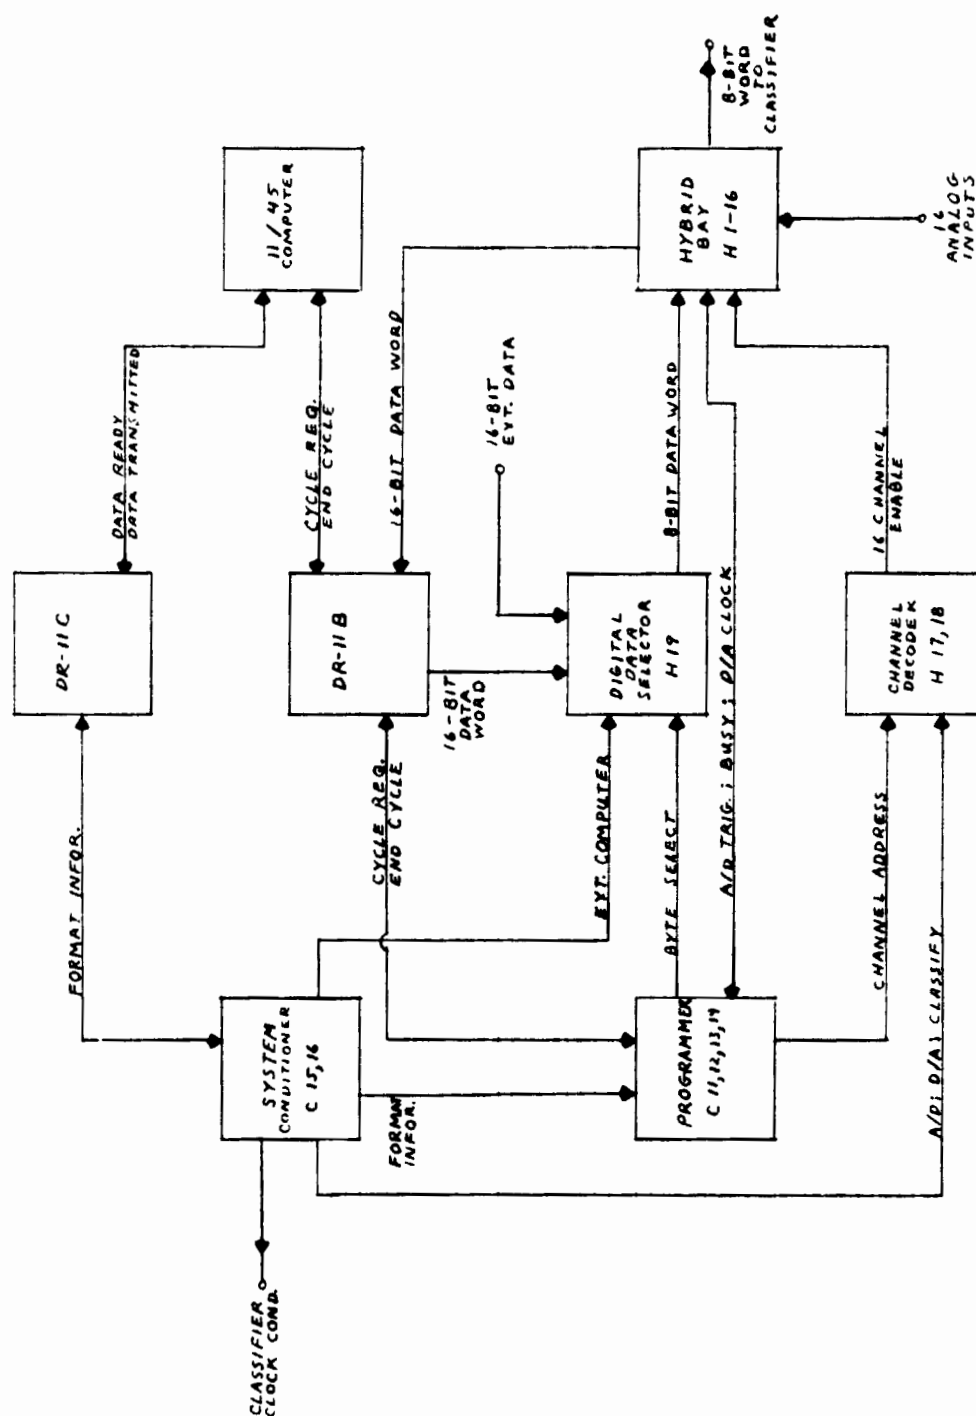 DR-11C
DATA READY
DATA TRANSMITTED
11/45
COMPUTER
FORMAT INFOR.
CYCLE REQ.
END CYCLE
DR-11B
16-BIT DATA WORD
CYCLE REQ.
END CYCLE
16-BIT
DATA
WORD
16-BIT
EXT. DATA
SYSTEM
CONDITIONER
C 15,16
CLASSIFIER
CLOCK COND.
FORMAT
INFOR.
EXT. COMPUTER
DIGITAL
DATA
SELECTOR
H19
8-BIT DATA WORD
HYBRID
BAY
H 1-16
8-BIT
WORD
TO
CLASSIFIER
BYTE SELECT
PROGRAMMER
C 11,12,13,14
A/D TRIG.; BUSY; D/A CLOCK
16 CHANNEL
ENABLE
16
ANALOG
INPUTS
CHANNEL ADDRESS
CHANNEL
DECODER
H 17,18
A/D; D/A; CLASSIFY